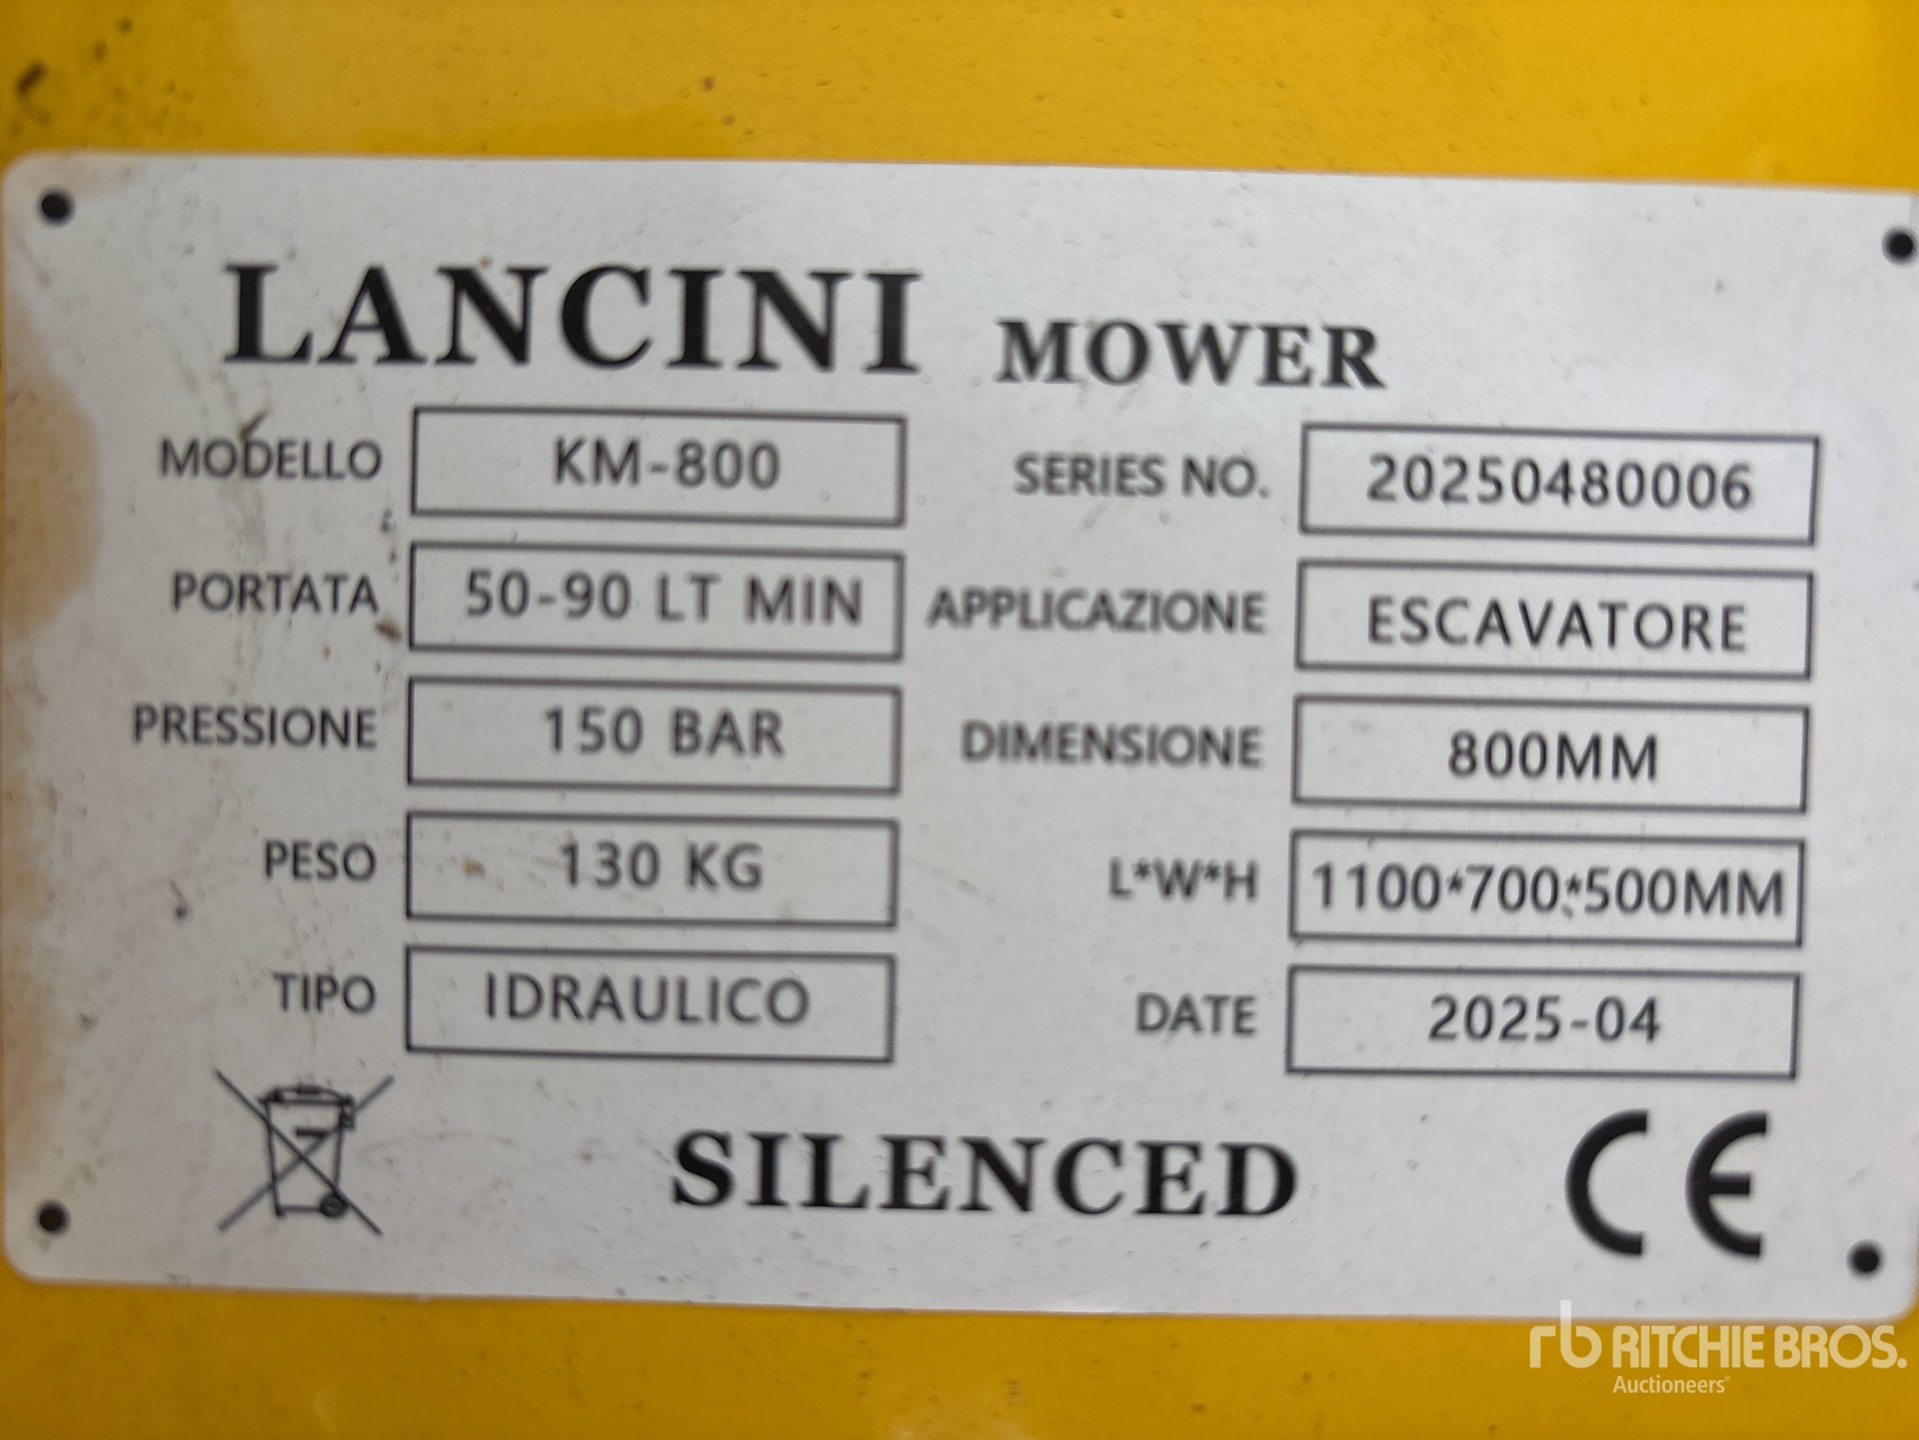 LANCINI MOWER
MODELLO KM-800 SERIES NO. 20250480006
PORTATA 50-90 LT MIN APPLICAZIONE ESCAVATORE
PRESSIONE 150 BAR DIMENSIONE 800MM
PESO 130 KG L*W*H 1100*700*500MM
TIPO IDRAULICO DATE 2025-04
SILENCED CE
rb RITCHIE BROS.
Auctioneers